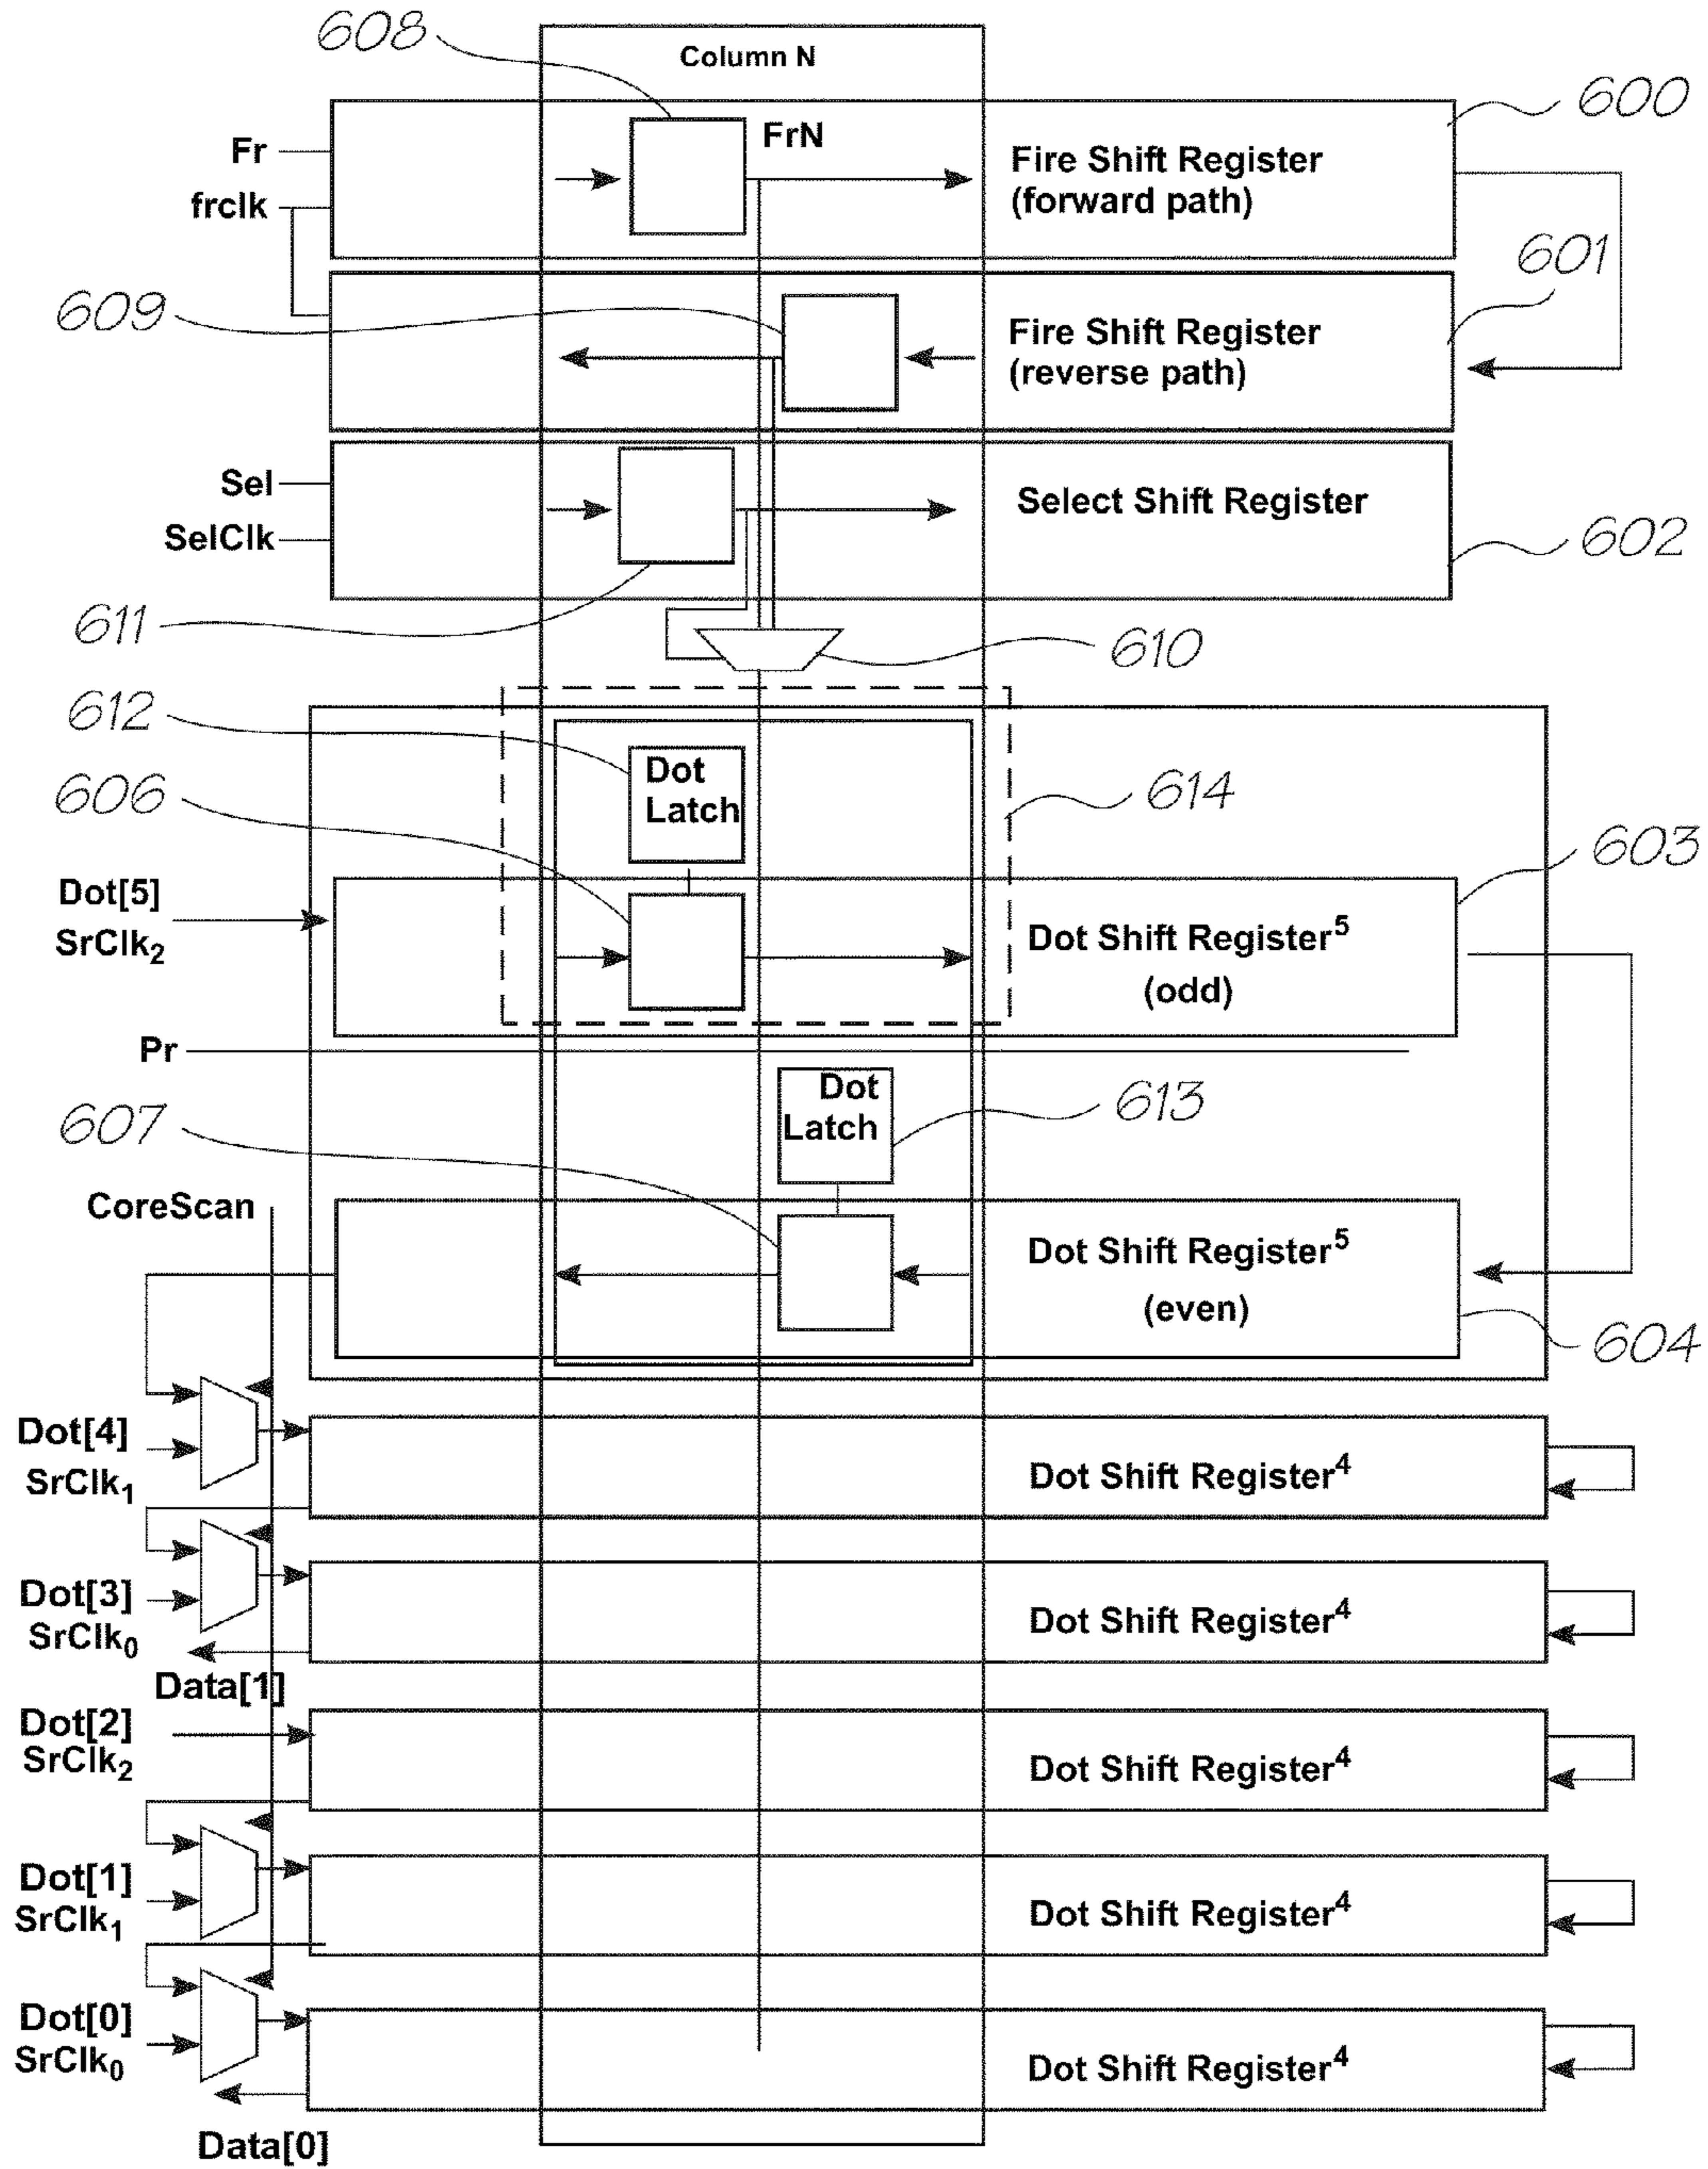 608
Column N
600
Fr
FrN
Fire Shift Register
(forward path)
frclk
601
609
Fire Shift Register
(reverse path)
Sel
Select Shift Register
SelClk
602
611
610
612
Dot
Latch
606
614
603
Dot[5]
SrClk2
Dot Shift Register5
(odd)
Pr
Dot
Latch
613
607
CoreScan
Dot Shift Register5
(even)
604
Dot[4]
SrClk1
Dot Shift Register4
Dot[3]
SrClk0
Dot Shift Register4
Data[1]
Dot[2]
SrClk2
Dot Shift Register4
Dot[1]
SrClk1
Dot Shift Register4
Dot[0]
SrClk0
Dot Shift Register4
Data[0]